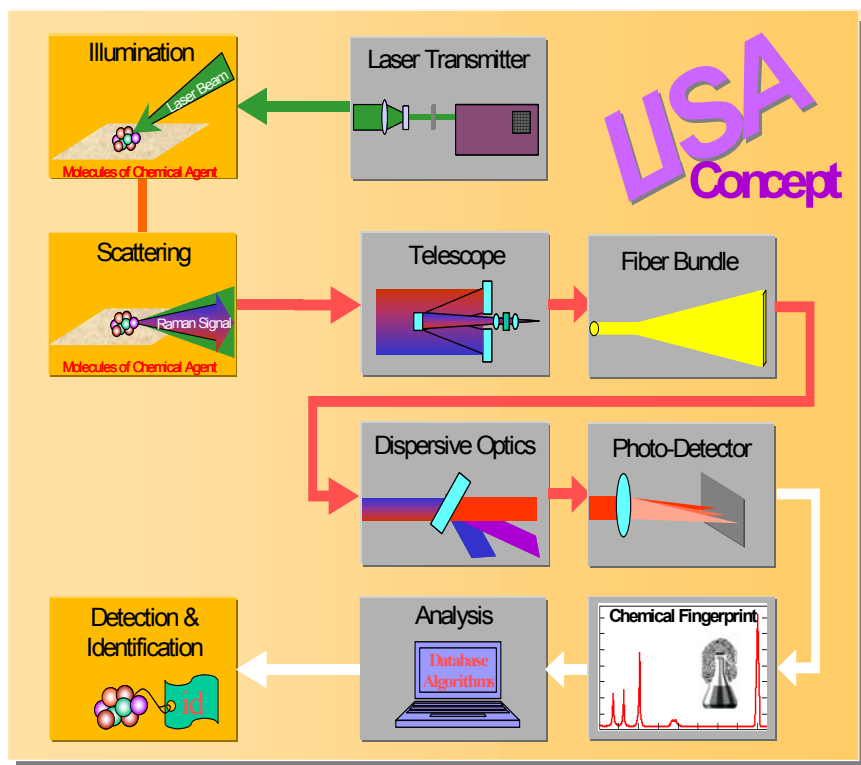 Illumination
Laser Beam
Molecules of Chemical Agent
Laser Transmitter
LISA
Concept
Scattering
Raman Signal
Molecules of Chemical Agent
Telescope
Fiber Bundle
Dispersive Optics
Photo-Detector
Detection &
Identification
id
Analysis
Database
Algorithms
Chemical Fingerprint